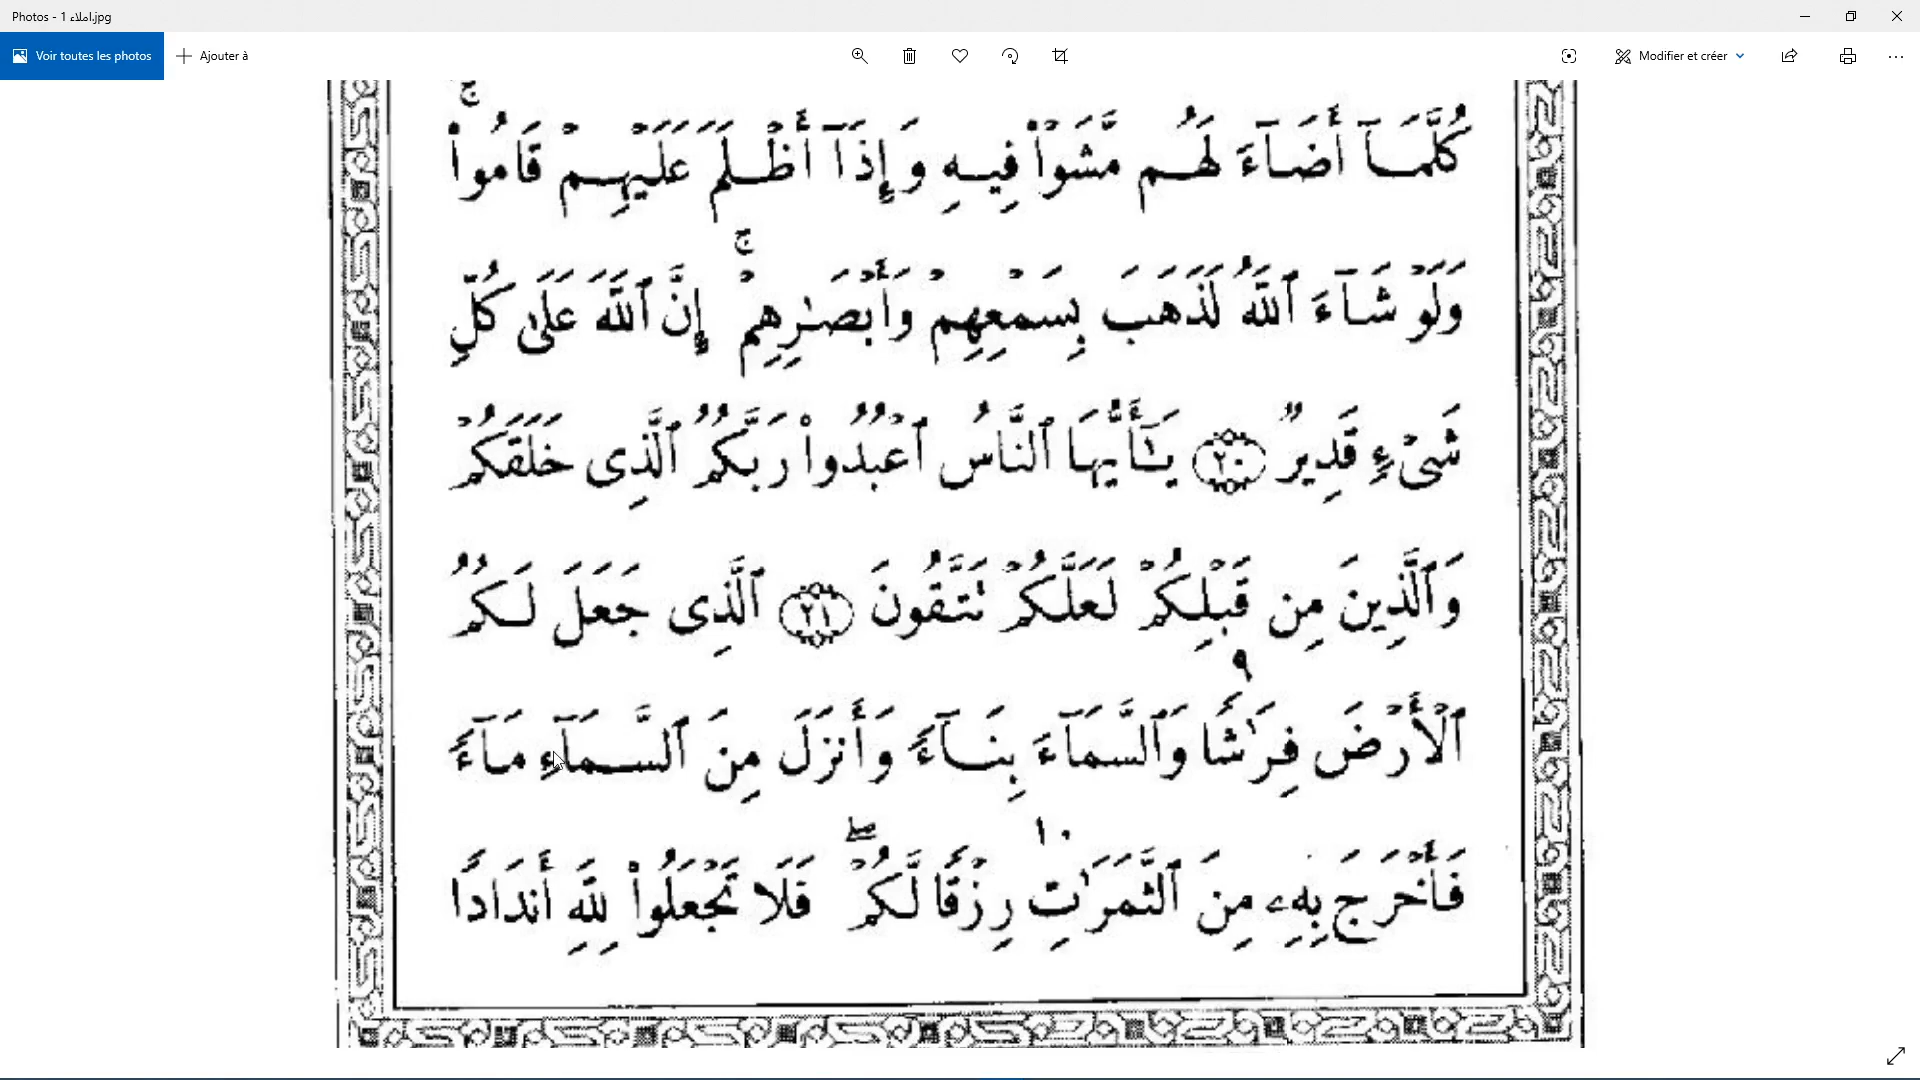 Photos - املاء 1.jpg
Voir toutes les photos
Ajouter à
Modifier et créer
كُلَّمَآ أَضَآءَ لَهُم مَّشَوْا۟ فِيهِ وَإِذَآ أَظْلَمَ عَلَيْهِمْ قَامُوا۟ ۚ
وَلَوْ شَآءَ ٱللَّهُ لَذَهَبَ بِسَمْعِهِمْ وَأَبْصَـٰرِهِمْ ۚ إِنَّ ٱللَّهَ عَلَىٰ كُلِّ
شَىْءٍ قَدِيرٌ ٢٠ يَـٰٓأَيُّهَا ٱلنَّاسُ ٱعْبُدُوا۟ رَبَّكُمُ ٱلَّذِى خَلَقَكُمْ
وَٱلَّذِينَ مِن قَبْلِكُمْ لَعَلَّكُمْ تَتَّقُونَ ٢١ ٱلَّذِى جَعَلَ لَكُمُ
٩
ٱلْأَرْضَ فِرَٰشًا وَٱلسَّمَآءَ بِنَآءً وَأَنزَلَ مِنَ ٱلسَّمَآءِ مَآءً
١٠
فَأَخْرَجَ بِهِۦ مِنَ ٱلثَّمَرَٰتِ رِزْقًا لَّكُمْ ۖ فَلَا تَجْعَلُوا۟ لِلَّهِ أَندَادًا